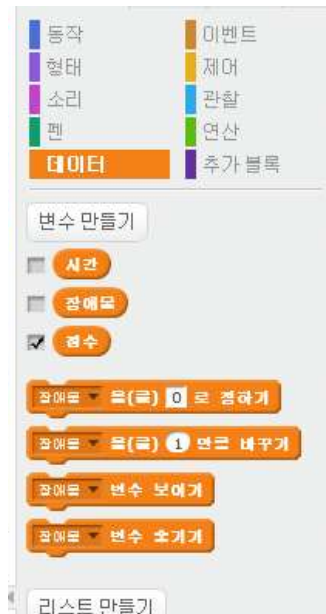 동작 이벤트
형태 제어
소리 관찰
펜 연산
데이터 추가 블록
변수 만들기
시간
장애물
점수
장애물 을(를) 0 로 정하기
장애물 을(를) 1 만큼 바꾸기
장애물 변수 보이기
장애물 변수 숨기기
리스트 만들기